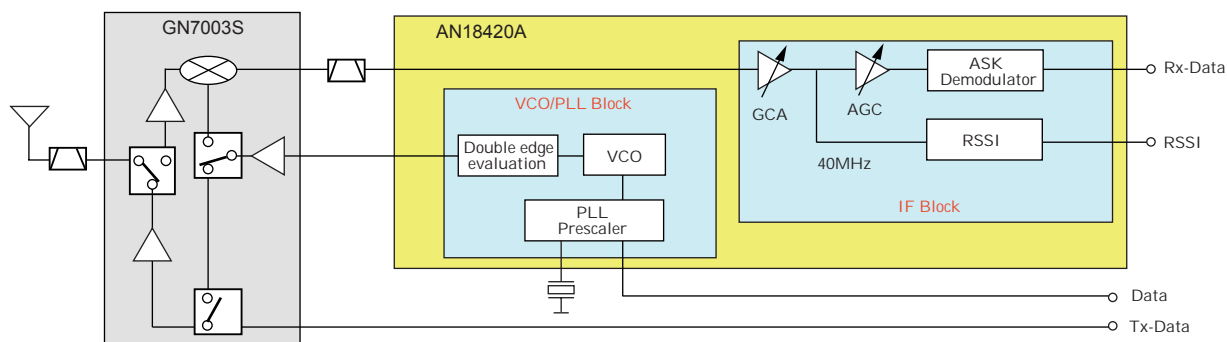 GN7003S
AN18420A
VCO/PLL Block
Double edge
evaluation
VCO
PLL
Prescaler
GCA
AGC
ASK
Demodulator
40MHz
RSSI
IF Block
Rx-Data
RSSI
Data
Tx-Data